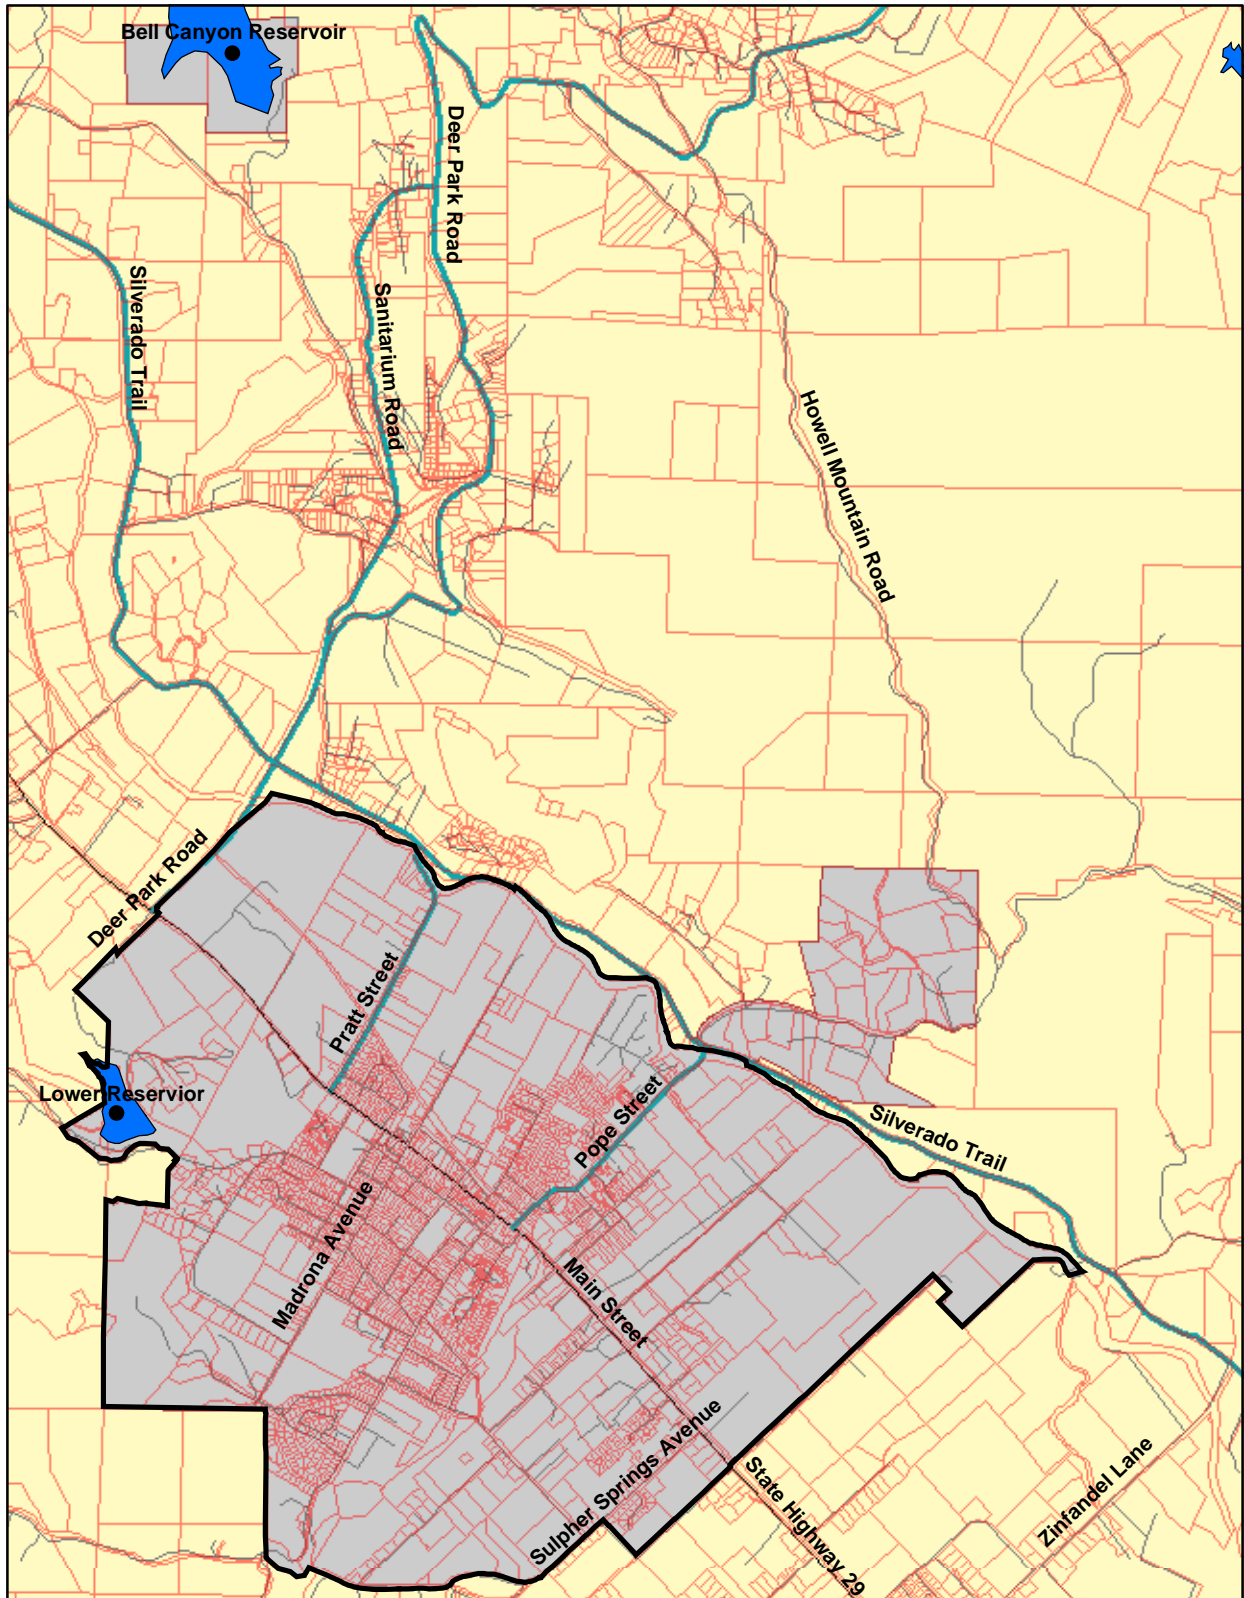 Bell Canyon Reservoir
Deer Park Road
Silverado Trail
Sanitarium Road
Howell Mountain Road
Deer Park Road
Pratt Street
Lower Reservior
Pope Street
Silverado Trail
Madrona Avenue
Main Street
Sulpher Springs Avenue
State Highway 29
Zinfandel Lane